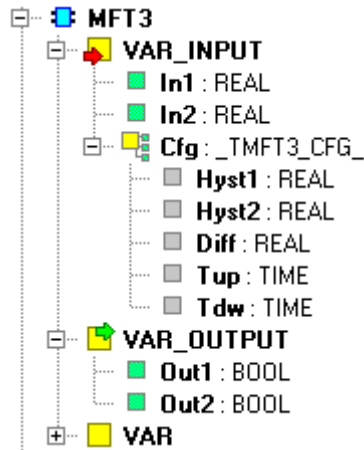 MFT3
VAR_INPUT
In1 : REAL
In2 : REAL
Cfg : _TMFT3_CFG_
Hyst1 : REAL
Hyst2 : REAL
Diff : REAL
Tup : TIME
Tdw : TIME
VAR_OUTPUT
Out1 : BOOL
Out2 : BOOL
VAR